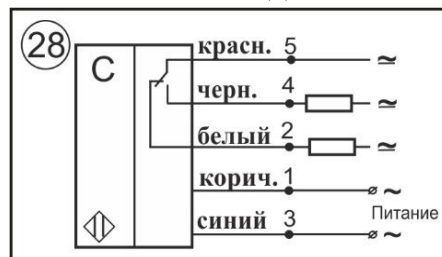 28
C
красн. 5 ≃
черн. 4 ≃
белый 2 ≃
корич. 1 ~
Питание
синий 3 ~